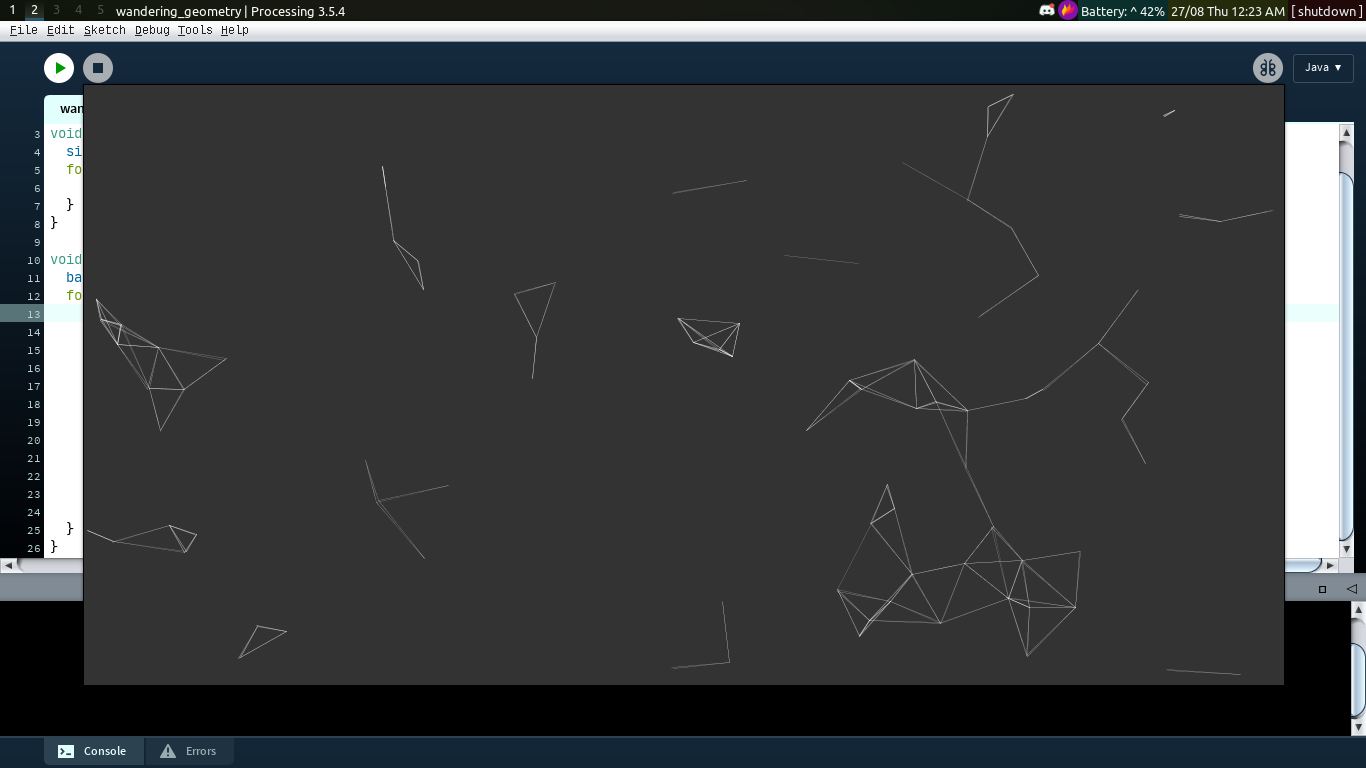 1 2 3 4 5 wandering_geometry | Processing 3.5.4 Battery: ^ 42% 27/08 Thu 12:23 AM [ shutdown ]
File Edit Sketch Debug Tools Help
Java ▾
wan
3 void
4 si
5 fo
6
7 }
8 }
9
10 void
11 ba
12 fo
13
14
15
16
17
18
19
20
21
22
23
24
25 }
26 }
Console Errors